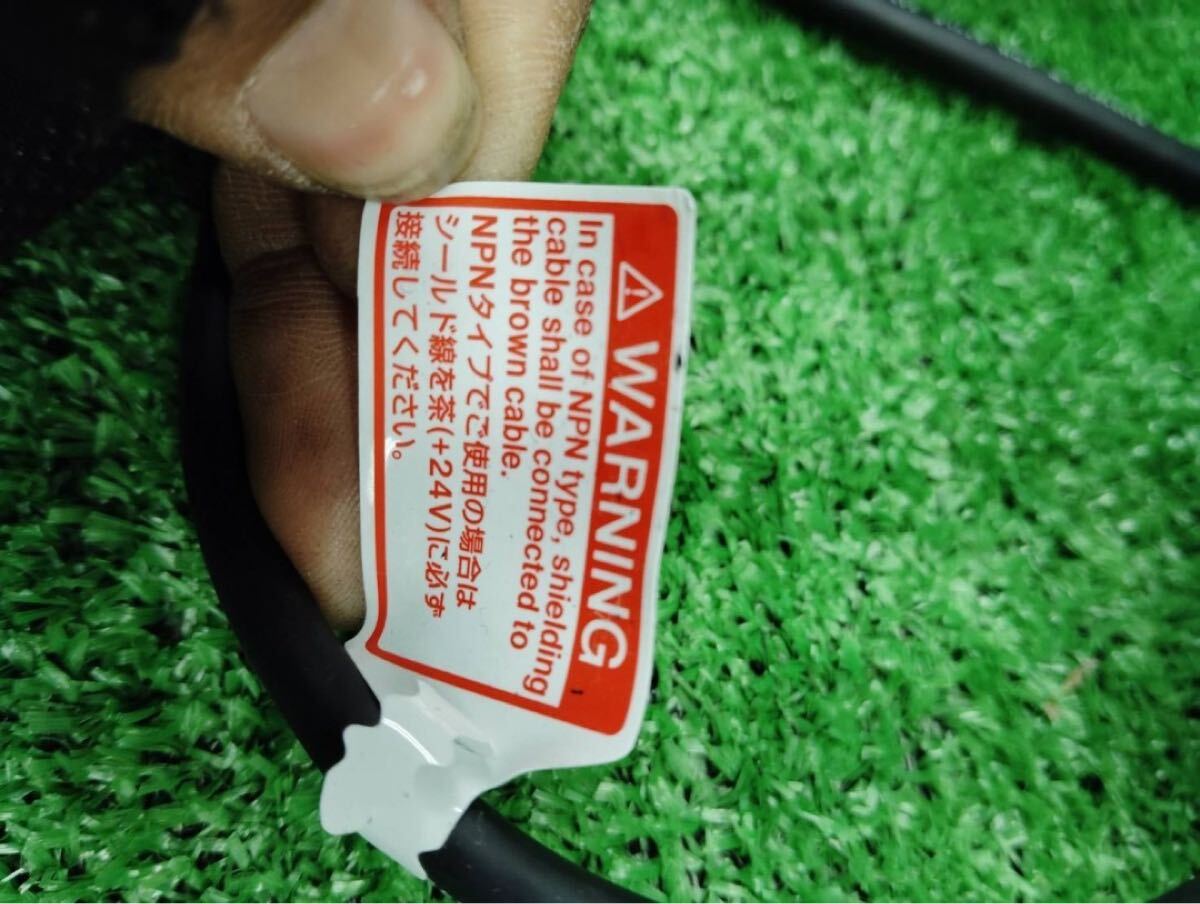 ⚠ WARNING
In case of NPN type, shielding
cable shall be connected to
the brown cable.
NPNタイプでご使用の場合は
シールド線を茶(+24V)に必ず
接続してください。